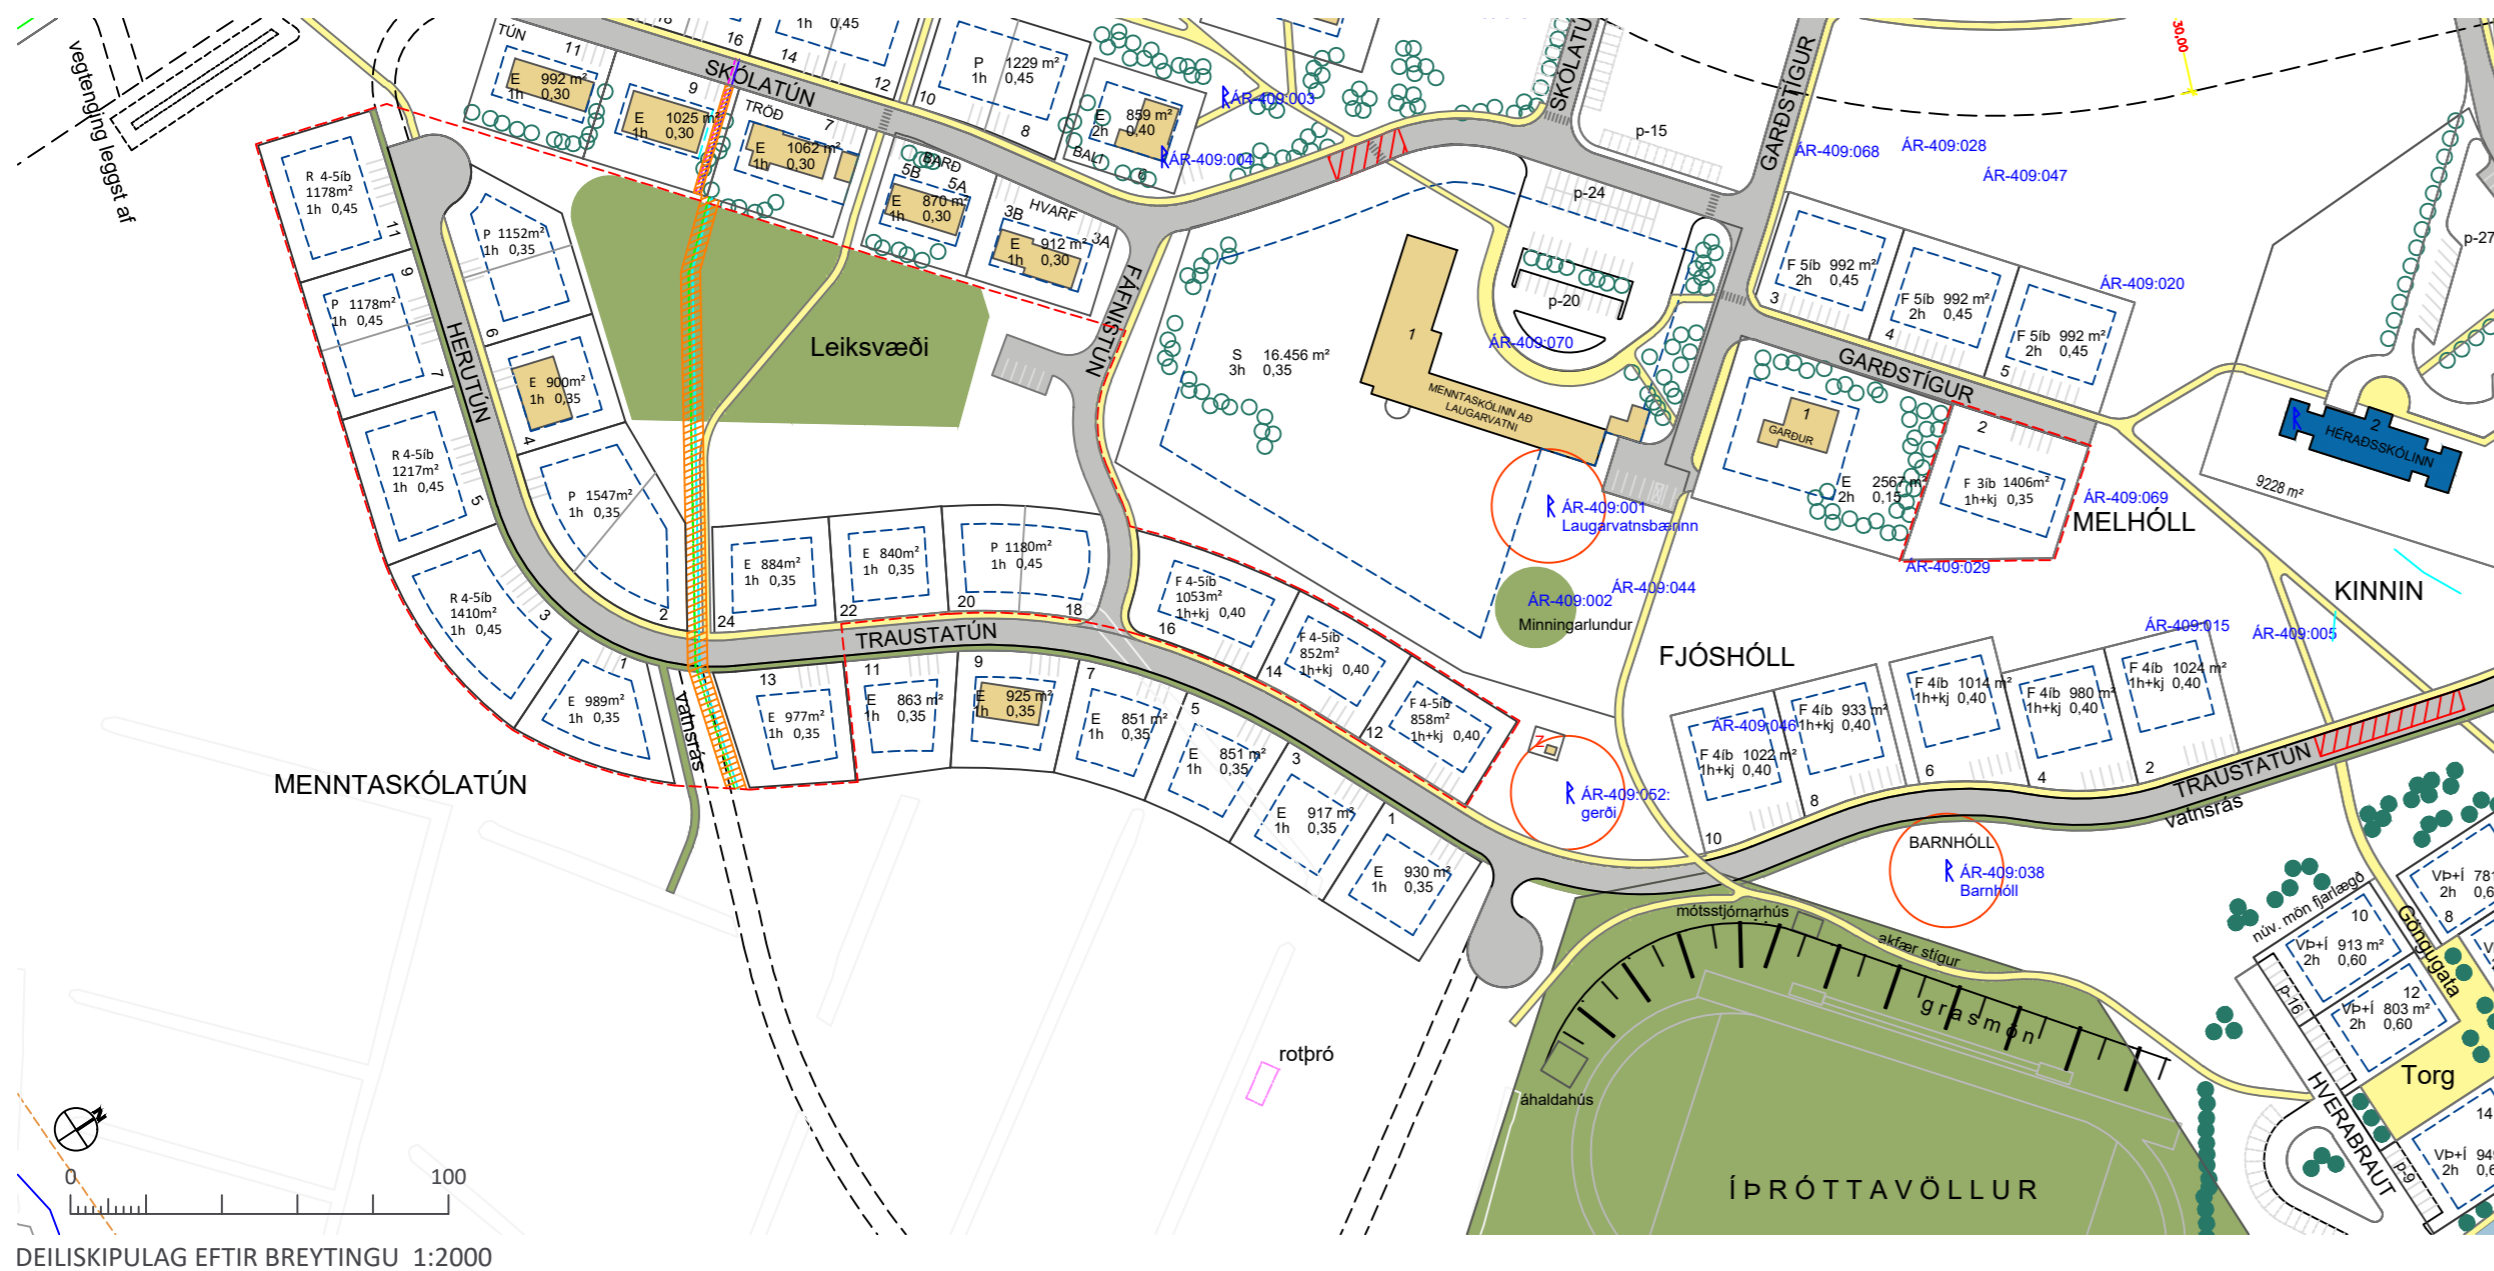 vegtenging leggst af
TÚN
11
E 992 m²
1h 0,30
9
E 1025 m²
1h 0,30
16
14
1h 0,45
12
SKÓLATÚN
TRÖÐ
7
E 1062 m²
1h 0,30
10
P 1229 m²
1h 0,45
8
E 859 m²
2h 0,40
BALI
6
BARÐ
5B
5A
E 870 m²
1h 0,30
HVARF
3B
3A
E 912 m²
1h 0,30
ÁR-409:003
ÁR-409:004
SKÓLATÚ
p-15
p-24
p-20
GARÐSTÍGUR
30,00
ÁR-409:068
ÁR-409:028
ÁR-409:047
ÁR-409:020
p-27
R 4-5íb
1178m²
1h 0,45
11
P 1178m²
1h 0,45
9
7
R 4-5íb
1217m²
1h 0,45
5
R 4-5íb
1410m²
1h 0,45
3
E 989m²
1h 0,35
1
HERUTÚN
P 1152m²
1h 0,35
6
E 900m²
1h 0,35
4
P 1547m²
1h 0,35
2
Leiksvæði
FÁFNISTÚN
S 16.456 m²
3h 0,35
1
MENNTASKÓLINN AÐ
LAUGARVATNI
ÁR-409:070
F 5íb 992 m²
2h 0,45
3
F 5íb 992 m²
2h 0,45
4
F 5íb 992 m²
2h 0,45
5
GARÐSTÍGUR
1
GARÐUR
E 2567 m²
2h 0,15
2
F 3íb 1406m²
1h+kj 0,35
ÁR-409:069
MELHÓLL
ÁR-409:029
2
HÉRAÐSSKÓLINN
9228 m²
KINNIN
ÁR-409:001
Laugarvatnsbærinn
ÁR-409:002
Minningarlundur
ÁR-409:044
FJÓSHÓLL
ÁR-409:015
ÁR-409:005
E 884m²
1h 0,35
24
E 840m²
1h 0,35
22
P 1180m²
1h 0,45
20
18
TRAUSTATÚN
F 4-5íb
1053m²
1h+kj 0,40
16
F 4-5íb
852m²
1h+kj 0,40
14
F 4-5íb
858m²
1h+kj 0,40
12
13
E 977m²
1h 0,35
11
E 863 m²
1h 0,35
9
E 925 m²
1h 0,35
7
E 851 m²
1h 0,35
5
E 851 m²
1h 0,35
3
E 917 m²
1h 0,35
1
E 930 m²
1h 0,35
vatnsrás
MENNTASKÓLATÚN
Z
ÁR-409:052:
gerði
ÁR-409:046
F 4íb 1022 m²
1h+kj 0,40
10
F 4íb 933 m²
1h+kj 0,40
8
F 4íb 1014 m²
1h+kj 0,40
6
F 4íb 980 m²
1h+kj 0,40
4
F 4íb 1024 m²
1h+kj 0,40
2
TRAUSTATÚN
vatnsrás
BARNHÓLL
ÁR-409:038
Barnhóll
mótsstjórnarhús
akfær stígur
grasmön
áhaldahús
rotþró
ÍÞRÓTTAVÖLLUR
núv. mön fjarlægð
Göngugata
VÞ+Í 781
2h 0,6
8
10
VÞ+Í 913 m²
2h 0,60
12
VÞ+Í 803 m²
2h 0,60
p-16
Torg
HVERABRAUT
14
VÞ+Í 949
2h 0,6
p-9
N
0 100
DEILISKIPULAG EFTIR BREYTINGU 1:2000